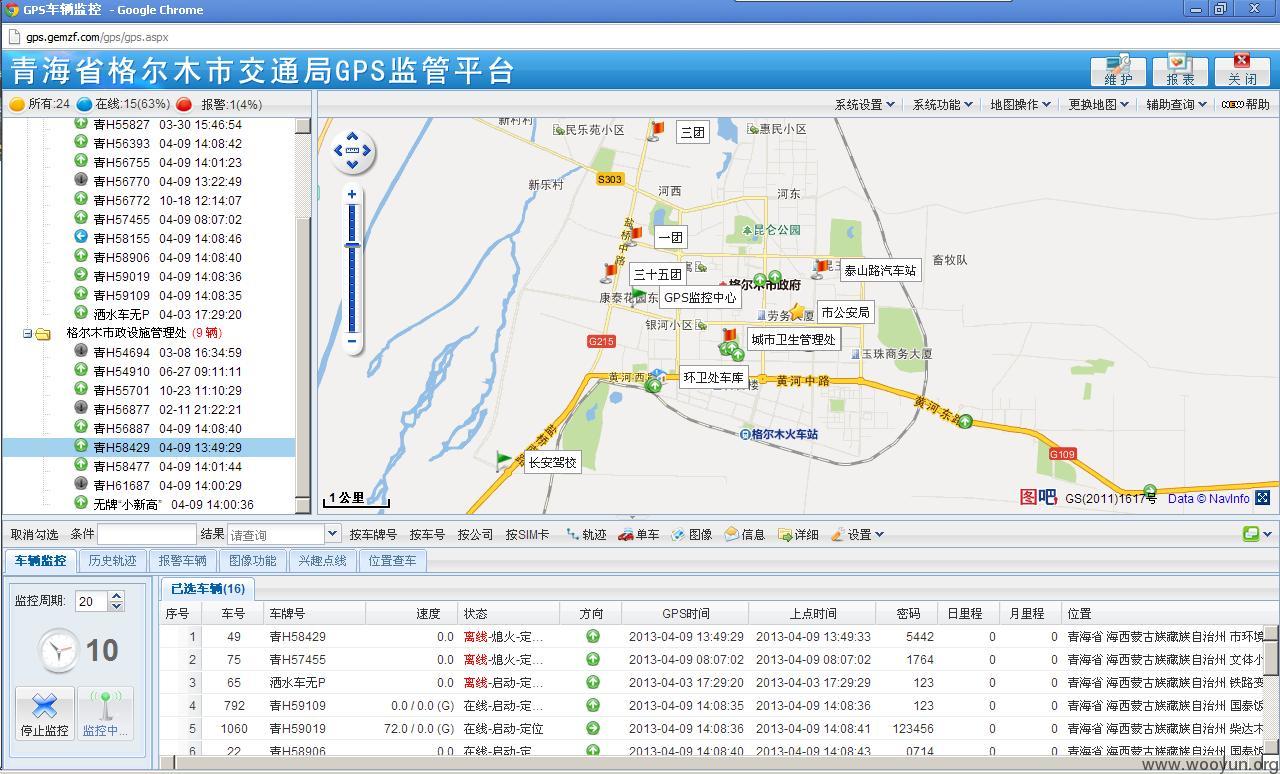 GPS车辆监控 - Google Chrome
gps.gemzf.com/gps/gps.aspx
青海省格尔木市交通局GPS监管平台
维护 报表 关闭
所有:24 在线:15(63%) 报警:1(4%)
系统设置 系统功能 地图操作 更换地图 辅助查询 帮助
青H55827 03-30 15:46:54
青H56393 04-09 14:08:42
青H56755 04-09 14:01:23
青H56770 04-09 13:22:49
青H56772 10-18 12:14:07
青H57455 04-09 08:07:02
青H58155 04-09 14:08:46
青H58906 04-09 14:08:40
青H59019 04-09 14:08:36
青H59109 04-09 14:08:35
洒水车无P 04-03 17:29:20
格尔木市政设施管理处 (9 辆)
青H54694 03-08 16:34:59
青H54910 06-27 09:11:11
青H55701 10-23 11:10:29
青H56877 02-11 21:22:21
青H56887 04-09 14:08:40
青H58429 04-09 13:49:29
青H58477 04-09 14:01:44
青H61687 04-09 14:00:29
无牌“小新高” 04-09 14:00:36
新村村
民乐苑小区
三团
惠民小区
S303
新乐村
河西
河东
盐桥中路
一团
昆仑公园
畜牧队
三十五团
泰山路汽车站
格尔木市政府
康泰花园东
GPS监控中心
市公安局
银河小区
劳务
厦
G215
城市卫生管理处
玉珠商务大厦
黄河西路
环卫处车库
楼
黄河中路
黄河东路
格尔木火车站
盐桥
G109
长安驾校
1 公里
图吧 GS(2011)1617号 Data © NavInfo
取消勾选 条件 结果 请查询 按车牌号 按车号 按公司 按SIM卡 轨迹 单车 图像 信息 详细 设置
车辆监控 历史轨迹 报警车辆 图像功能 兴趣点线 位置查车
监控周期: 20
10
停止监控 监控中...
已选车辆(16)
序号 车号 车牌号 速度 状态 方向 GPS时间 上点时间 密码 日里程 月里程 位置
1 49 青H58429 0.0 离线-熄火-定... 2013-04-09 13:49:29 2013-04-09 13:49:33 5442 0 0 青海省 海西蒙古族藏族自治州 市环境
2 75 青H57455 0.0 离线-熄火-定... 2013-04-09 08:07:02 2013-04-09 08:07:02 1764 0 0 青海省 海西蒙古族藏族自治州 文体小
3 65 洒水车无P 0.0 离线-启动-定... 2013-04-03 17:29:20 2013-04-03 17:29:29 123 0 0 青海省 海西蒙古族藏族自治州 铁路
4 792 青H59109 0.0 / 0.0 (G) 在线-启动-定... 2013-04-09 14:08:35 2013-04-09 14:08:36 123 0 0 青海省 海西蒙古族藏族自治州 国泰
5 1060 青H59019 72.0 / 0.0 (G) 在线-启动-定位 2013-04-09 14:08:36 2013-04-09 14:08:41 123456 0 0 青海省 海西蒙古族藏族自治州 柴达木
6 22 青H58906 0.0 / 0.0 (G) 在线-启动-定 2013-04-09 14:08:40 2013-04-09 14:08:43 0714 0 0 青海省 海西蒙古族藏族自治州 国泰
www.wooyun.org